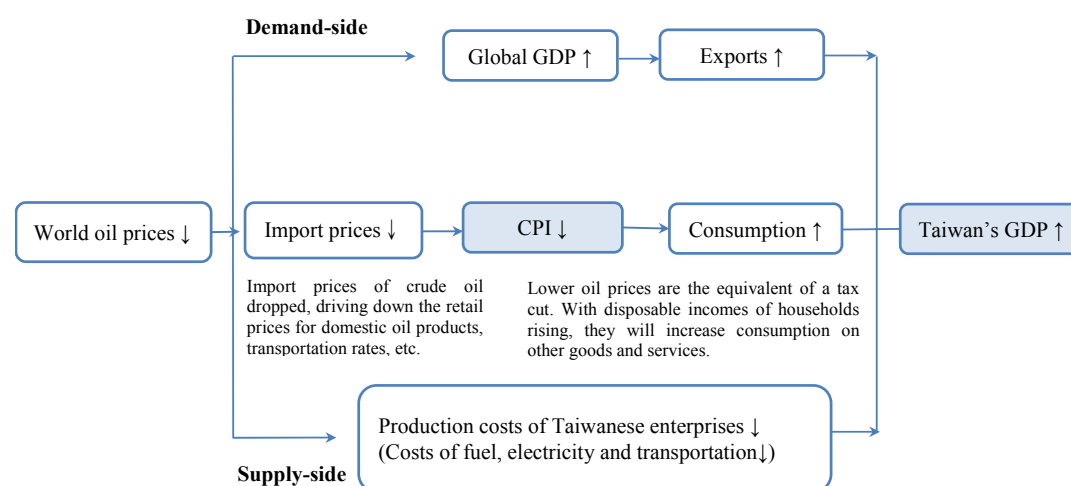 Demand-side
Global GDP ↑
Exports ↑
World oil prices ↓
Import prices ↓
CPI ↓
Consumption ↑
Taiwan’s GDP ↑
Import prices of crude oil
dropped, driving down the retail
prices for domestic oil products,
transportation rates, etc.
Lower oil prices are the equivalent of a tax
cut. With disposable incomes of households
rising, they will increase consumption on
other goods and services.
Production costs of Taiwanese enterprises ↓
(Costs of fuel, electricity and transportation↓)
Supply-side